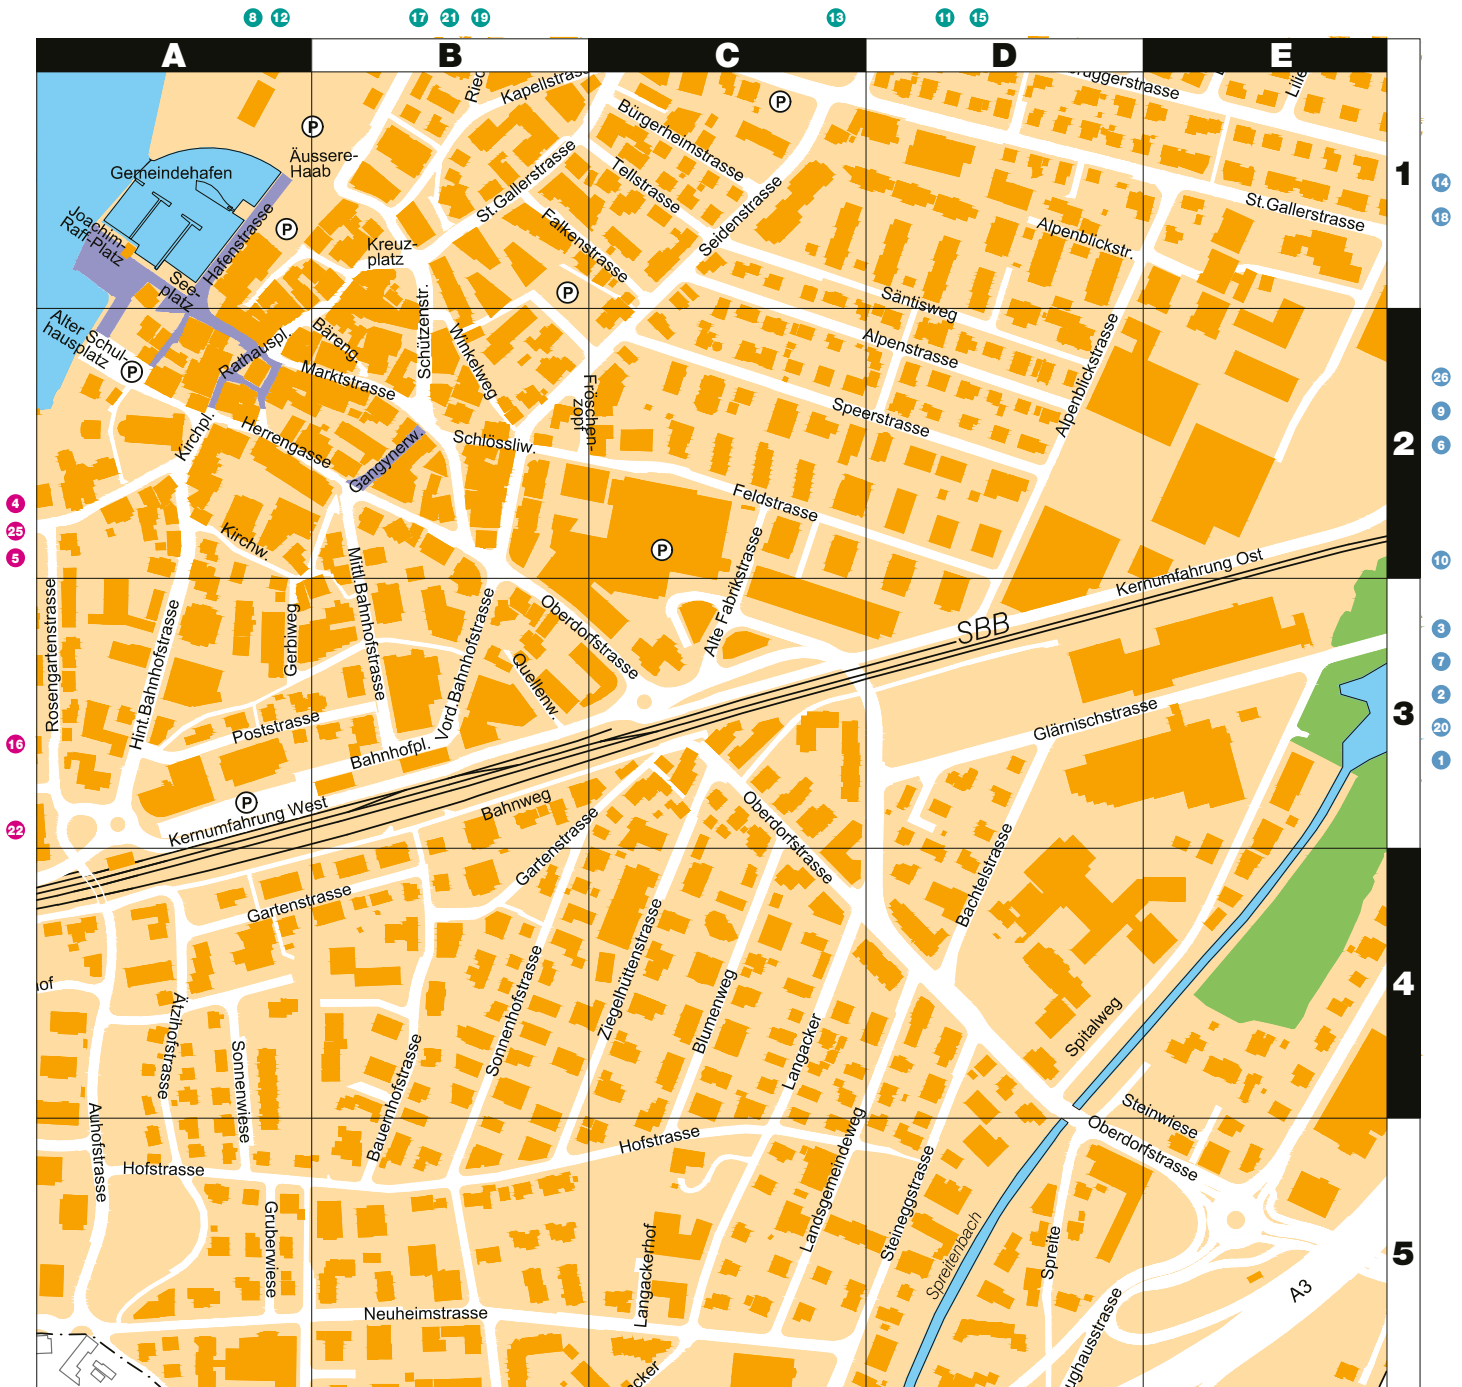 8 12 17 21 19 13 11 15
A B C D E
1
2
3
4
5
14
18
26
9
6
10
3
7
2
20
1
4
25
5
16
22
P
Äussere-
Haab
Gemeindehafen
Joachim-
Raff-Platz
Hafenstrasse
P
See-
platz
Kreuz-
platz
Kapellstrass
St.Gallerstrasse
Falkenstrasse
P
Bürgerheimstrasse
Tellstrasse
Seidenstrasse
P
Säntisweg
Alpenblickstr.
St.Gallerstrasse
Alter Schul-
hausplatz
P
Rathauspl.
Bäreng.
Marktstrasse
Schützenstr.
Winkelweg
Kirchpl.
Herrengasse
Gangynerw.
Schlössliw.
Fröschen-
zopf
Alpenstrasse
Speerstrasse
Alpenblickstrasse
Feldstrasse
P
Kirchw.
Mittl.Bahnhofstrasse
Alte Fabrikstrasse
Kernumfahrung Ost
SBB
Rosengartenstrasse
Hint.Bahnhofstrasse
Gerbiweg
Vord.Bahnhofstrasse
Oberdorfstrasse
Quellenw.
Poststrasse
Bahnhofpl.
P
Kernumfahrung West
Bahnweg
Gartenstrasse
Glärnischstrasse
Oberdorfstrasse
Bachtelstrasse
Gartenstrasse
Ätzihofstrasse
Sonnenwiese
Bauernhofstrasse
Sonnenhofstrasse
Ziegelhüttenstrasse
Blumenweg
Langacker
Spitalweg
Steinwiese
Oberdorfstrasse
Auhofstrasse
Hofstrasse
Hofstrasse
Gruberwiese
Langackerhof
Landsgemeindeweg
Steineggstrasse
Spreitenbach
Spreite
A3
Neuheimstrasse
ughausstrasse